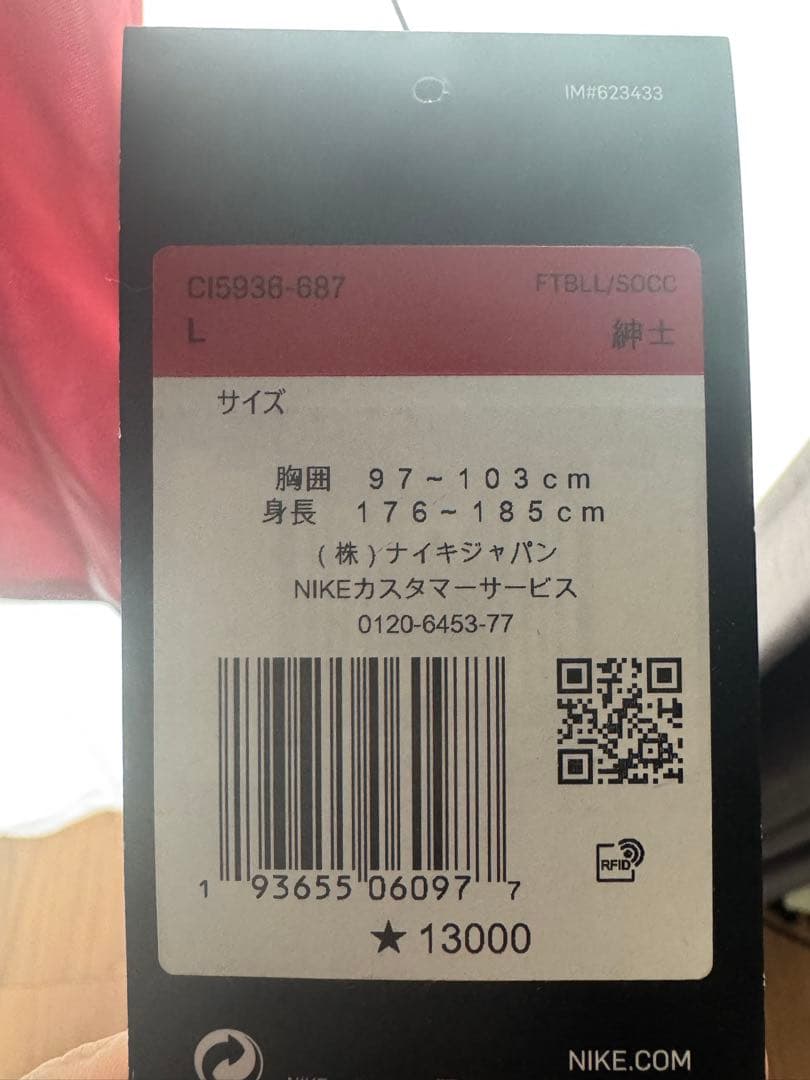 IM#623433
CI5936-687 FTBLL/SOCC
L 紳士
サイズ
胸囲 97~103cm
身長 176~185cm
(株)ナイキジャパン
NIKEカスタマーサービス
0120-6453-77
1 93655 06097 7
RFID
★13000
NIKE.COM
NIKE